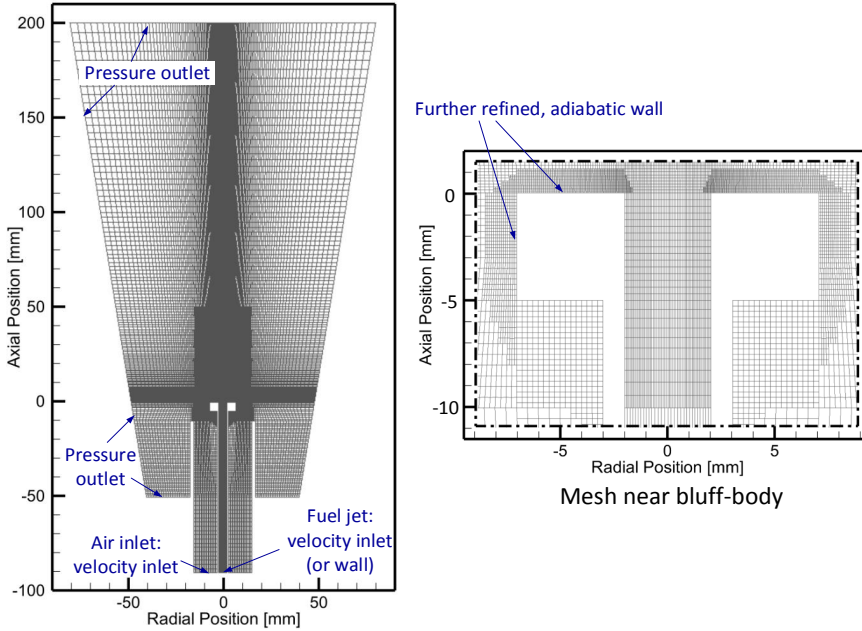 200
Pressure outlet
150
100
50
0
-50
-100
Axial Position [mm]
Pressure
outlet
Air inlet:
velocity inlet
Fuel jet:
velocity inlet
(or wall)
-50
0
50
Radial Position [mm]
Further refined, adiabatic wall
0
-5
-10
Axial Position [mm]
-5
0
5
Radial Position [mm]
Mesh near bluff-body